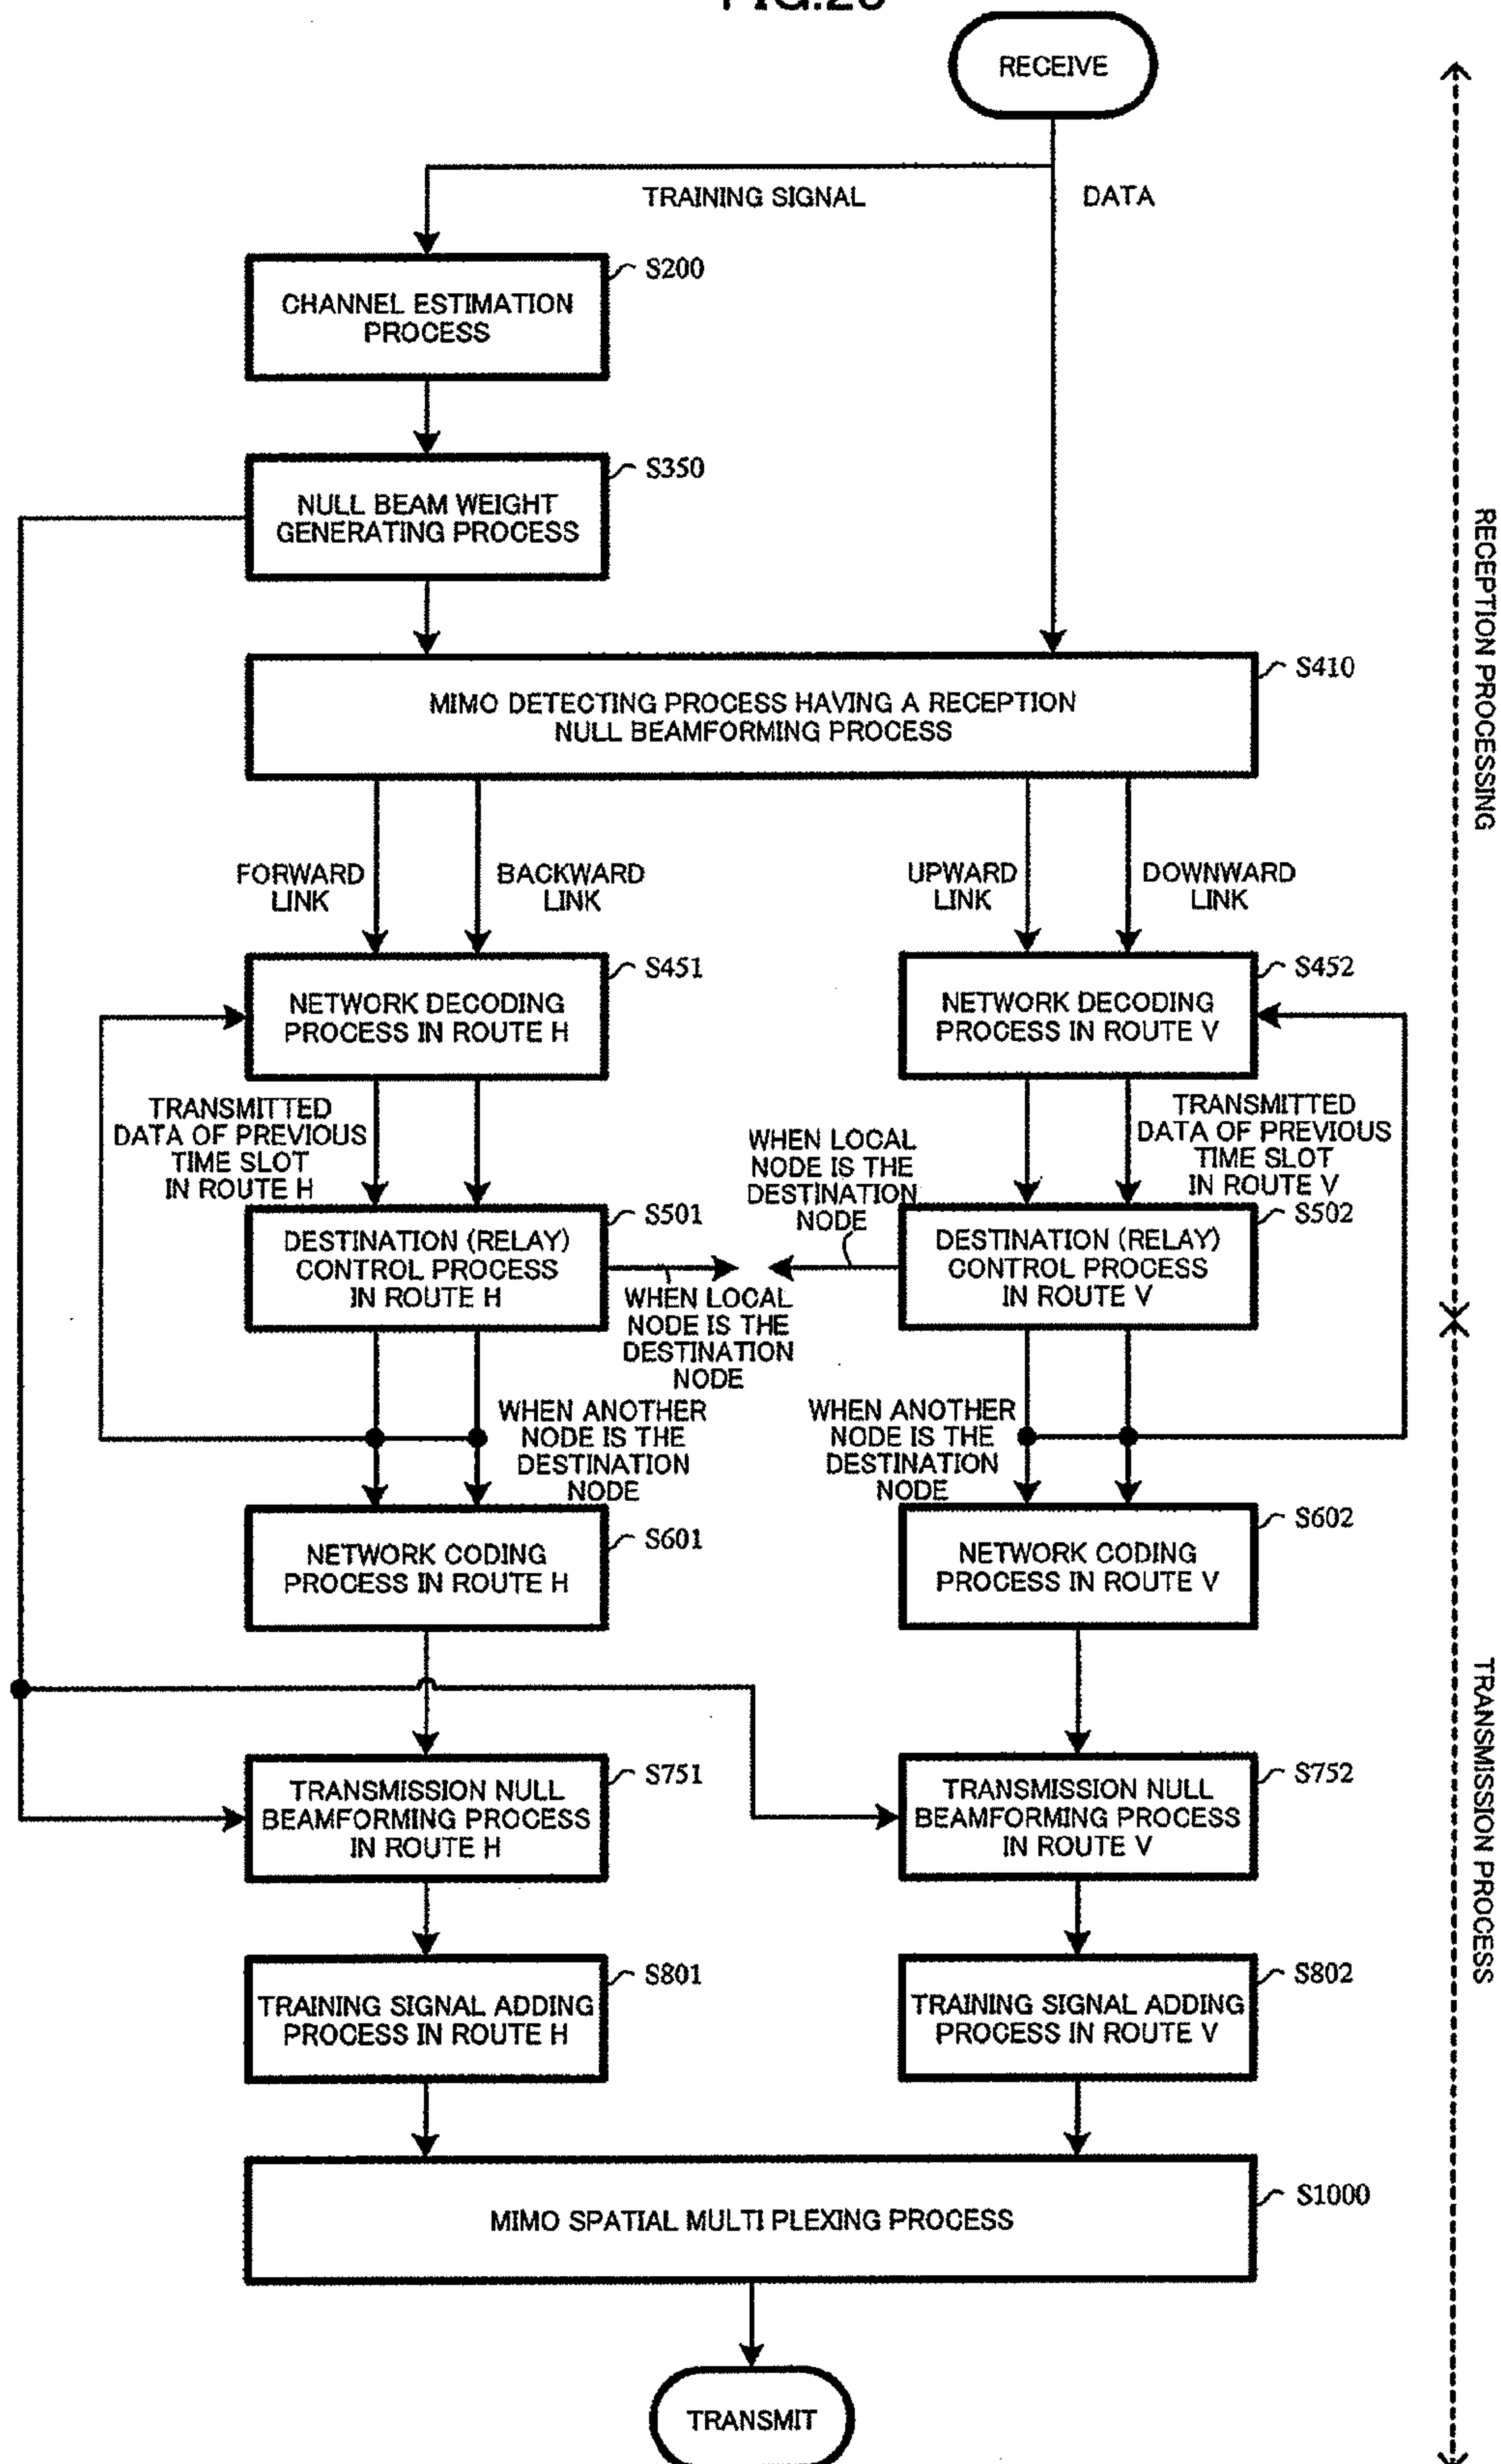 RECEIVE
TRAINING SIGNAL
DATA
S200
CHANNEL ESTIMATION
PROCESS
S350
NULL BEAM WEIGHT
GENERATING PROCESS
RECEPTION PROCESSING
S410
MIMO DETECTING PROCESS HAVING A RECEPTION
NULL BEAMFORMING PROCESS
FORWARD
LINK
BACKWARD
LINK
UPWARD
LINK
DOWNWARD
LINK
S451
NETWORK DECODING
PROCESS IN ROUTE H
S452
NETWORK DECODING
PROCESS IN ROUTE V
TRANSMITTED
DATA OF PREVIOUS
TIME SLOT
IN ROUTE H
WHEN LOCAL
NODE IS THE
DESTINATION
NODE
TRANSMITTED
DATA OF PREVIOUS
TIME SLOT
IN ROUTE V
S501
DESTINATION (RELAY)
CONTROL PROCESS
IN ROUTE H
S502
DESTINATION (RELAY)
CONTROL PROCESS
IN ROUTE V
WHEN LOCAL
NODE IS THE
DESTINATION
NODE
WHEN ANOTHER
NODE IS THE
DESTINATION
NODE
WHEN ANOTHER
NODE IS THE
DESTINATION
NODE
S601
NETWORK CODING
PROCESS IN ROUTE H
S602
NETWORK CODING
PROCESS IN ROUTE V
TRANSMISSION PROCESS
S751
TRANSMISSION NULL
BEAMFORMING PROCESS
IN ROUTE H
S752
TRANSMISSION NULL
BEAMFORMING PROCESS
IN ROUTE V
S801
TRAINING SIGNAL ADDING
PROCESS IN ROUTE H
S802
TRAINING SIGNAL ADDING
PROCESS IN ROUTE V
S1000
MIMO SPATIAL MULTI PLEXING PROCESS
TRANSMIT